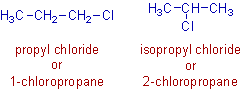 H3C-CH2-CH2-Cl
propyl chloride
or
1-chloropropane
H3C-CH-CH3
Cl
isopropyl chloride
or
2-chloropropane